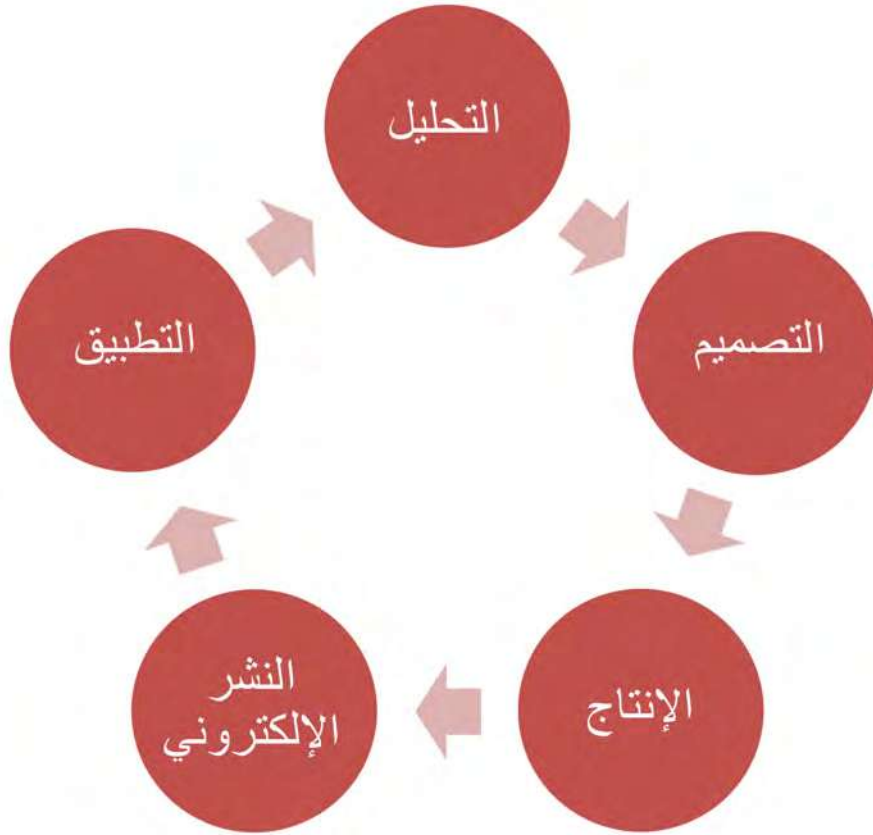 التحليل
التصميم
الإنتاج
النشر
الإلكتروني
التطبيق